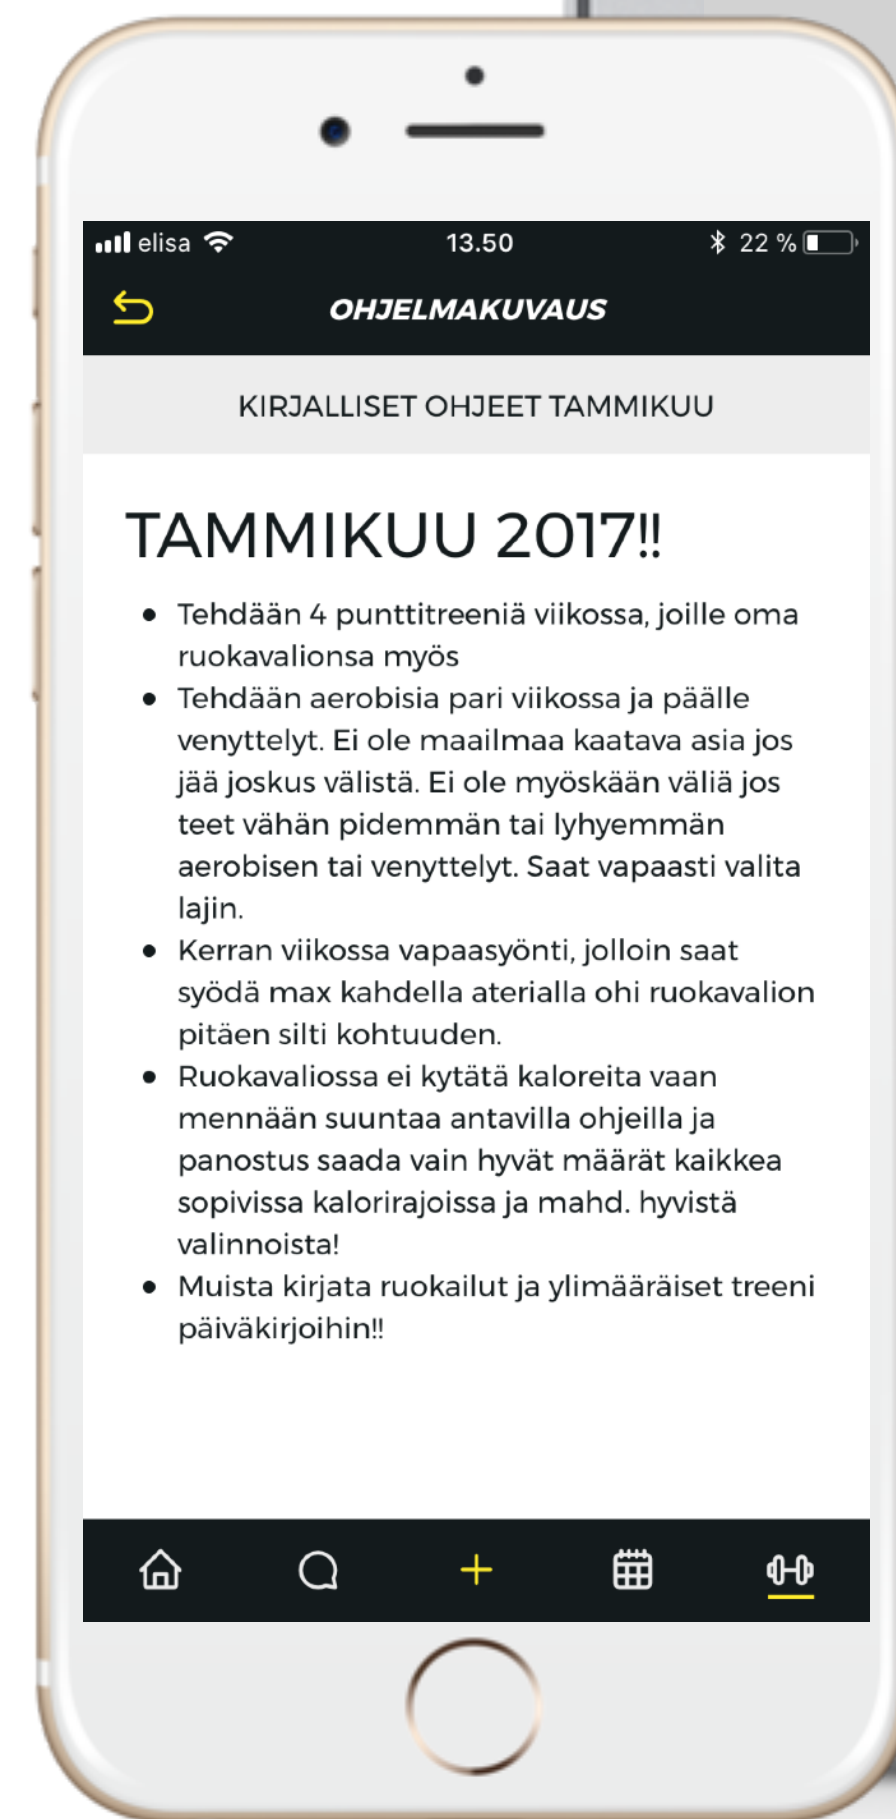 elisa 13.50 22 %
OHJELMAKUVAUS
KIRJALLISET OHJEET TAMMIKUU
TAMMIKUU 2017!!
• Tehdään 4 punttitreeniä viikossa, joille oma
ruokavalionsa myös
• Tehdään aerobisia pari viikossa ja päälle
venyttelyt. Ei ole maailmaa kaatava asia jos
jää joskus välistä. Ei ole myöskään väliä jos
teet vähän pidemmän tai lyhyemmän
aerobisen tai venyttelyt. Saat vapaasti valita
lajin.
• Kerran viikossa vapaasyönti, jolloin saat
syödä max kahdella aterialla ohi ruokavalion
pitäen silti kohtuuden.
• Ruokavaliossa ei kytätä kaloreita vaan
mennään suuntaa antavilla ohjeilla ja
panostus saada vain hyvät määrät kaikkea
sopivissa kalorirajoissa ja mahd. hyvistä
valinnoista!
• Muista kirjata ruokailut ja ylimääräiset treeni
päiväkirjoihin!!